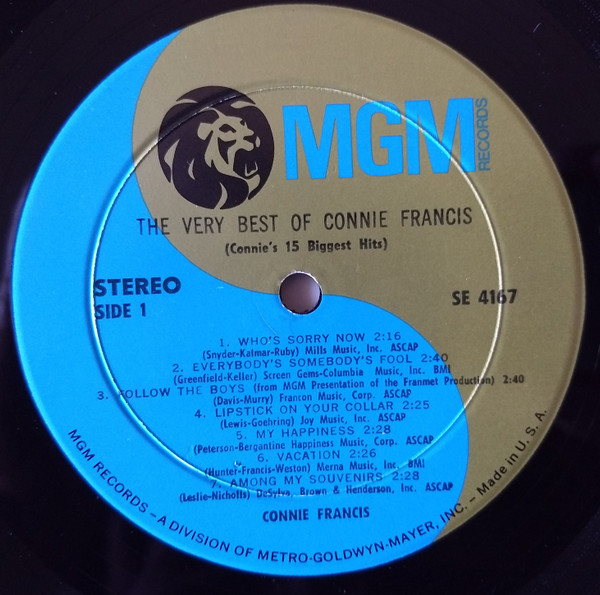 MGM
RECORDS
THE VERY BEST OF CONNIE FRANCIS
(Connie's 15 Biggest Hits)
STEREO
SIDE 1
SE 4167
1. WHO'S SORRY NOW 2:16
(Snyder-Kalmar-Ruby) Mills Music, Inc. ASCAP
2. EVERYBODY'S SOMEBODY'S FOOL 2:40
(Greenfield-Keller) Screen Gems-Columbia Music, Inc. BMI
3. FOLLOW THE BOYS (from MGM Presentation of the Franmet Production) 2:40
(Davis-Murry) Francon Music, Corp. ASCAP
4. LIPSTICK ON YOUR COLLAR 2:25
(Lewis-Goehring) Joy Music, Inc. ASCAP
5. MY HAPPINESS 2:28
(Peterson-Bergantine Happiness Music, Corp. ASCAP
6. VACATION 2:26
(Hunter-Francis-Weston) Merna Music, Inc. BMI
7. AMONG MY SOUVENIRS 2:28
(Leslie-Nicholls) DeSylva, Brown & Henderson, Inc. ASCAP
CONNIE FRANCIS
MGM RECORDS – A DIVISION OF METRO-GOLDWYN-MAYER, INC. – Made in U. S. A.